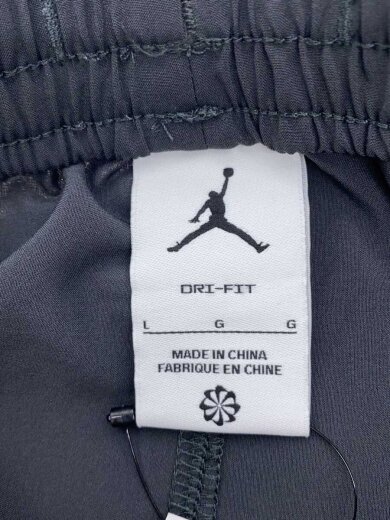 DRI-FIT
L G G
MADE IN CHINA
FABRIQUE EN CHINE